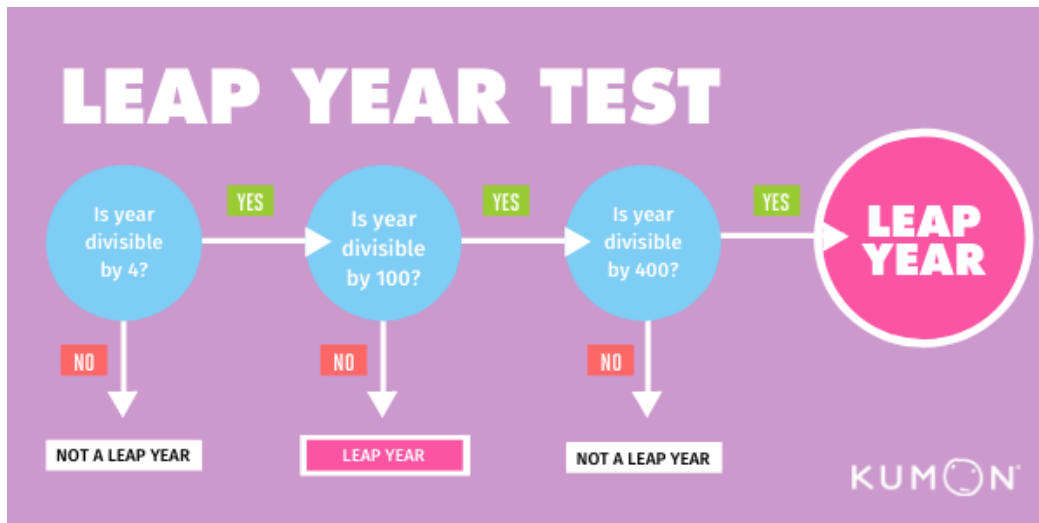 LEAP YEAR TEST
Is year
divisible
by 4?
YES
Is year
divisible
by 100?
YES
Is year
divisible
by 400?
YES
LEAP
YEAR
NO
NO
NO
NOT A LEAP YEAR
LEAP YEAR
NOT A LEAP YEAR
KUMON